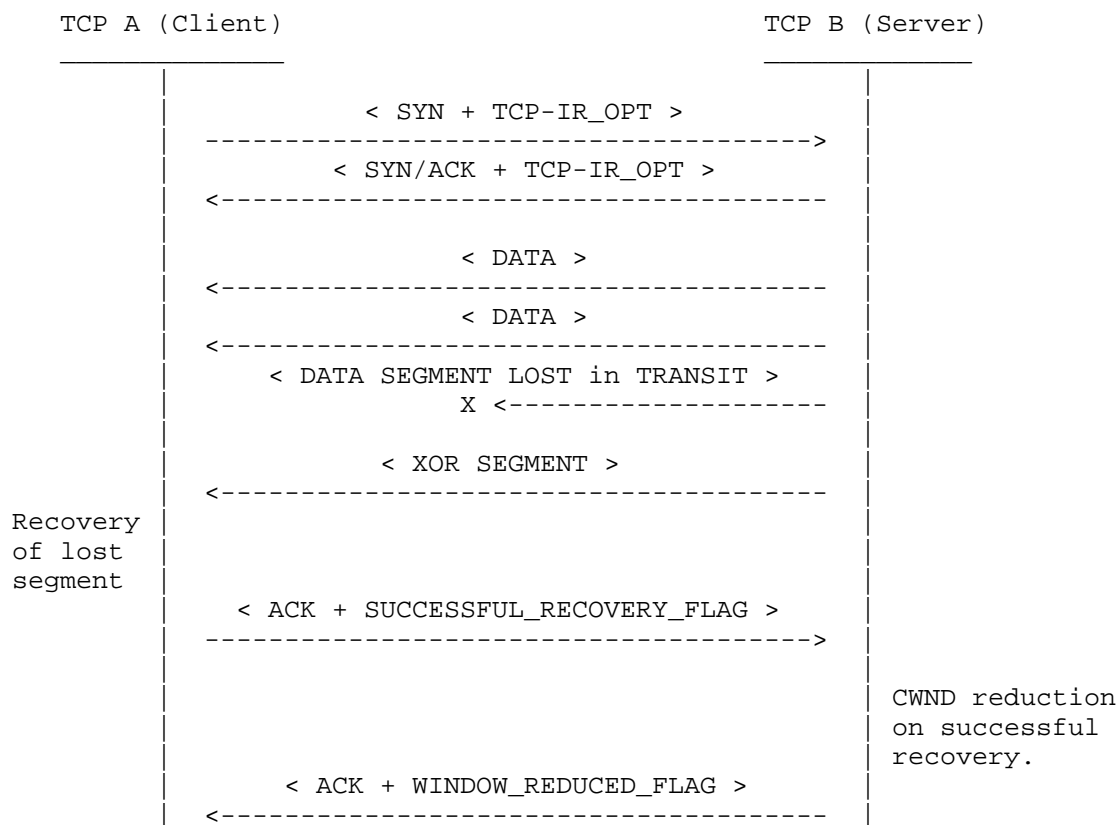 TCP A (Client) TCP B (Server)
< SYN + TCP-IR_OPT >
< SYN/ACK + TCP-IR_OPT >
< DATA >
< DATA >
< DATA SEGMENT LOST in TRANSIT >
X
< XOR SEGMENT >
Recovery
of lost
segment
< ACK + SUCCESSFUL_RECOVERY_FLAG >
CWND reduction
on successful
recovery.
< ACK + WINDOW_REDUCED_FLAG >